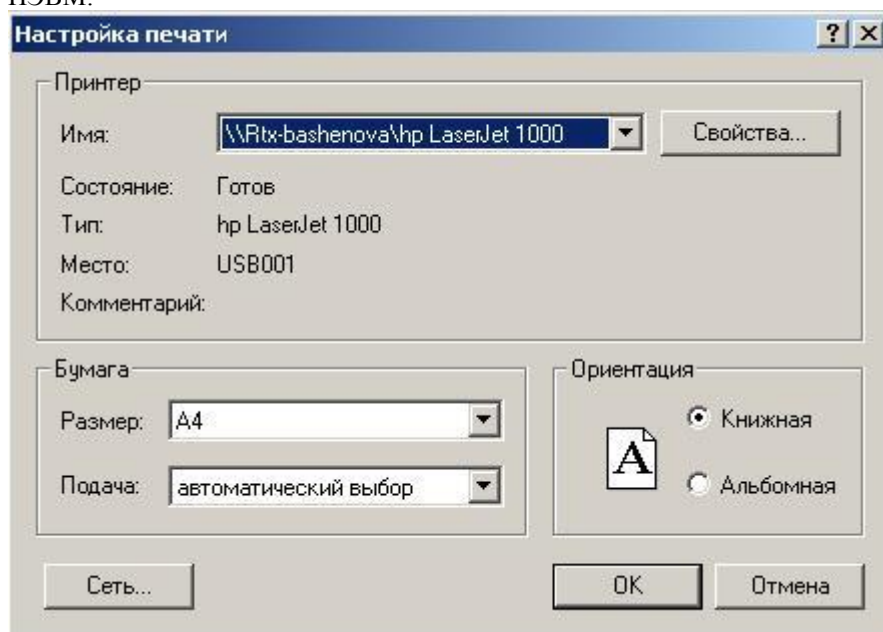 ПЭВМ.
Настройка печати
Принтер
Имя: \\Rtx-bashenova\hp LaserJet 1000 Свойства...
Состояние: Готов
Тип: hp LaserJet 1000
Место: USB001
Комментарий:
Бумага
Размер: A4
Подача: автоматический выбор
Ориентация
A
Книжная
Альбомная
Сеть... OK Отмена